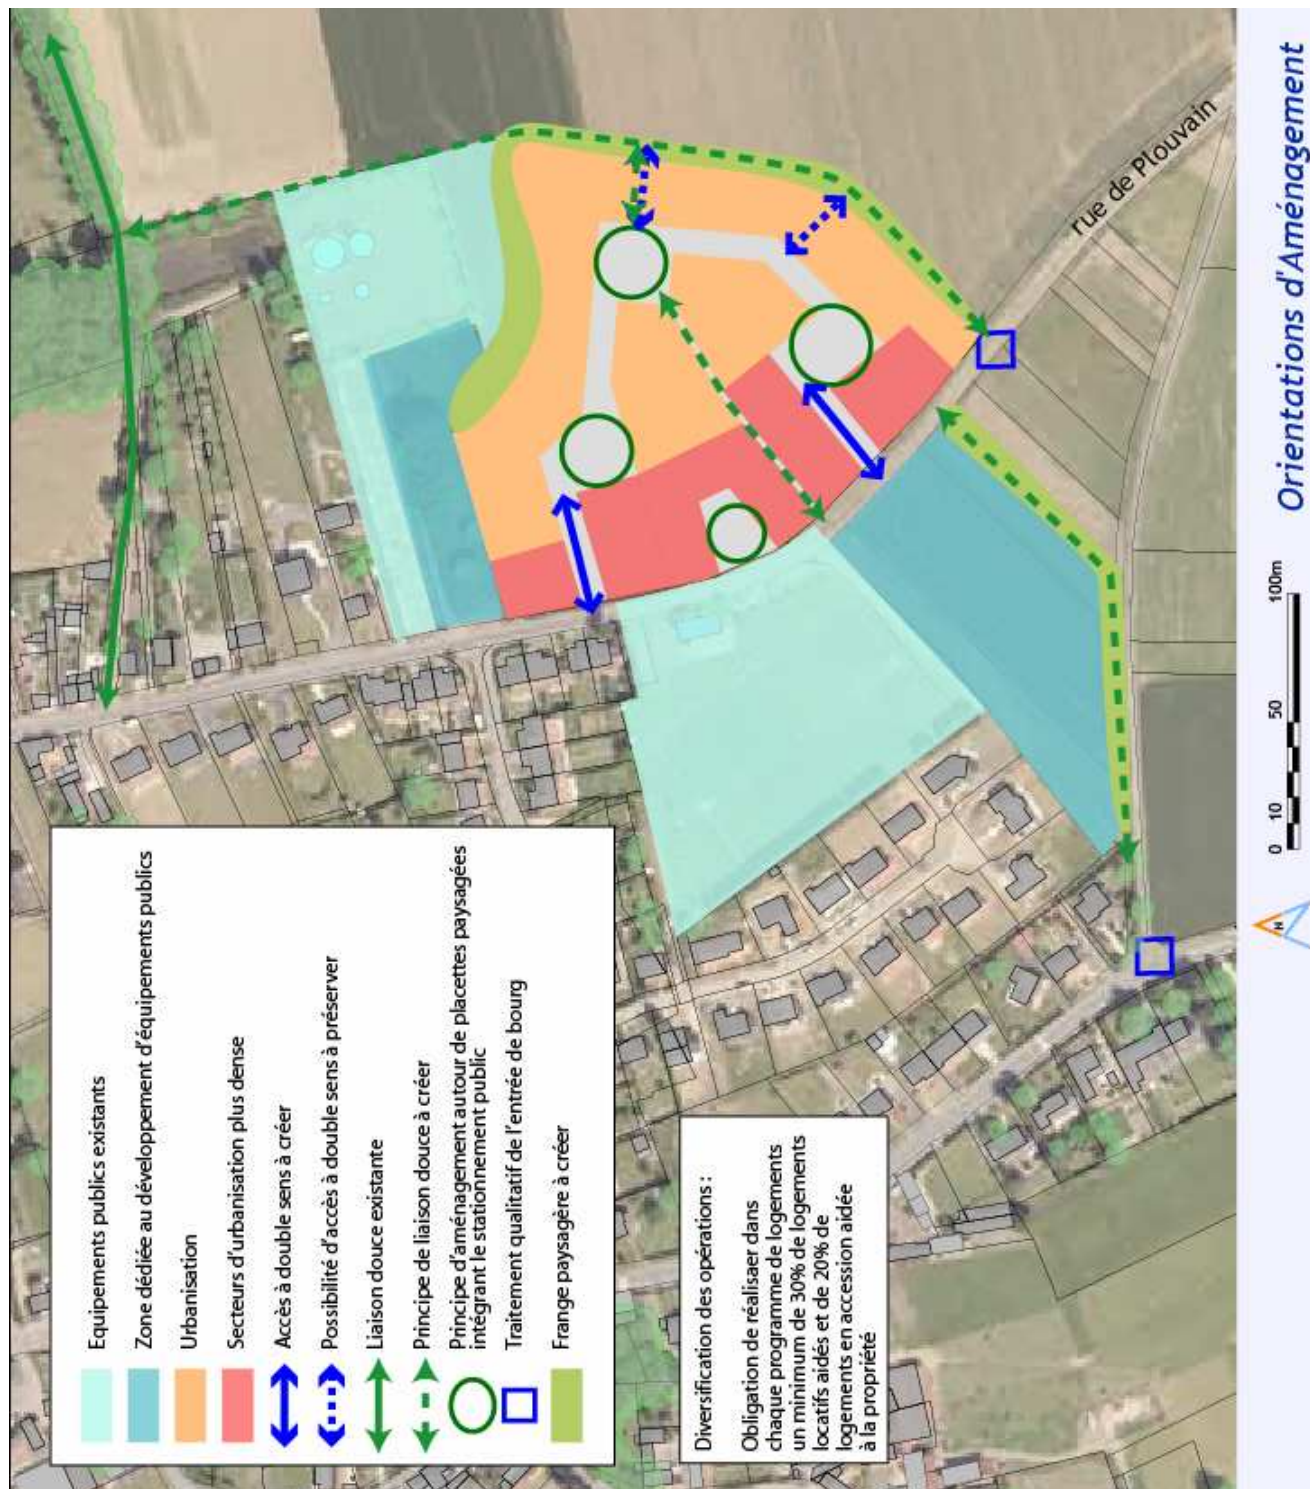 Equipements publics existants
Zone dédiée au développement d'équipements publics
Urbanisation
Secteurs d'urbanisation plus dense
Accès à double sens à créer
Possibilité d'accès à double sens à préserver
Liaison douce existante
Principe de liaison douce à créer
Principe d'aménagement autour de placettes paysagées
intégrant le stationnement public
Traitement qualitatif de l'entrée de bourg
Frange paysagère à créer
Diversification des opérations :
Obligation de réaliser dans
chaque programme de logements
un minimum de 30% de logements
locatifs aidés et de 20% de
logements en accession aidée
à la propriété
rue de Plouvain
N
0 10 50 100m
Orientations d'Aménagement